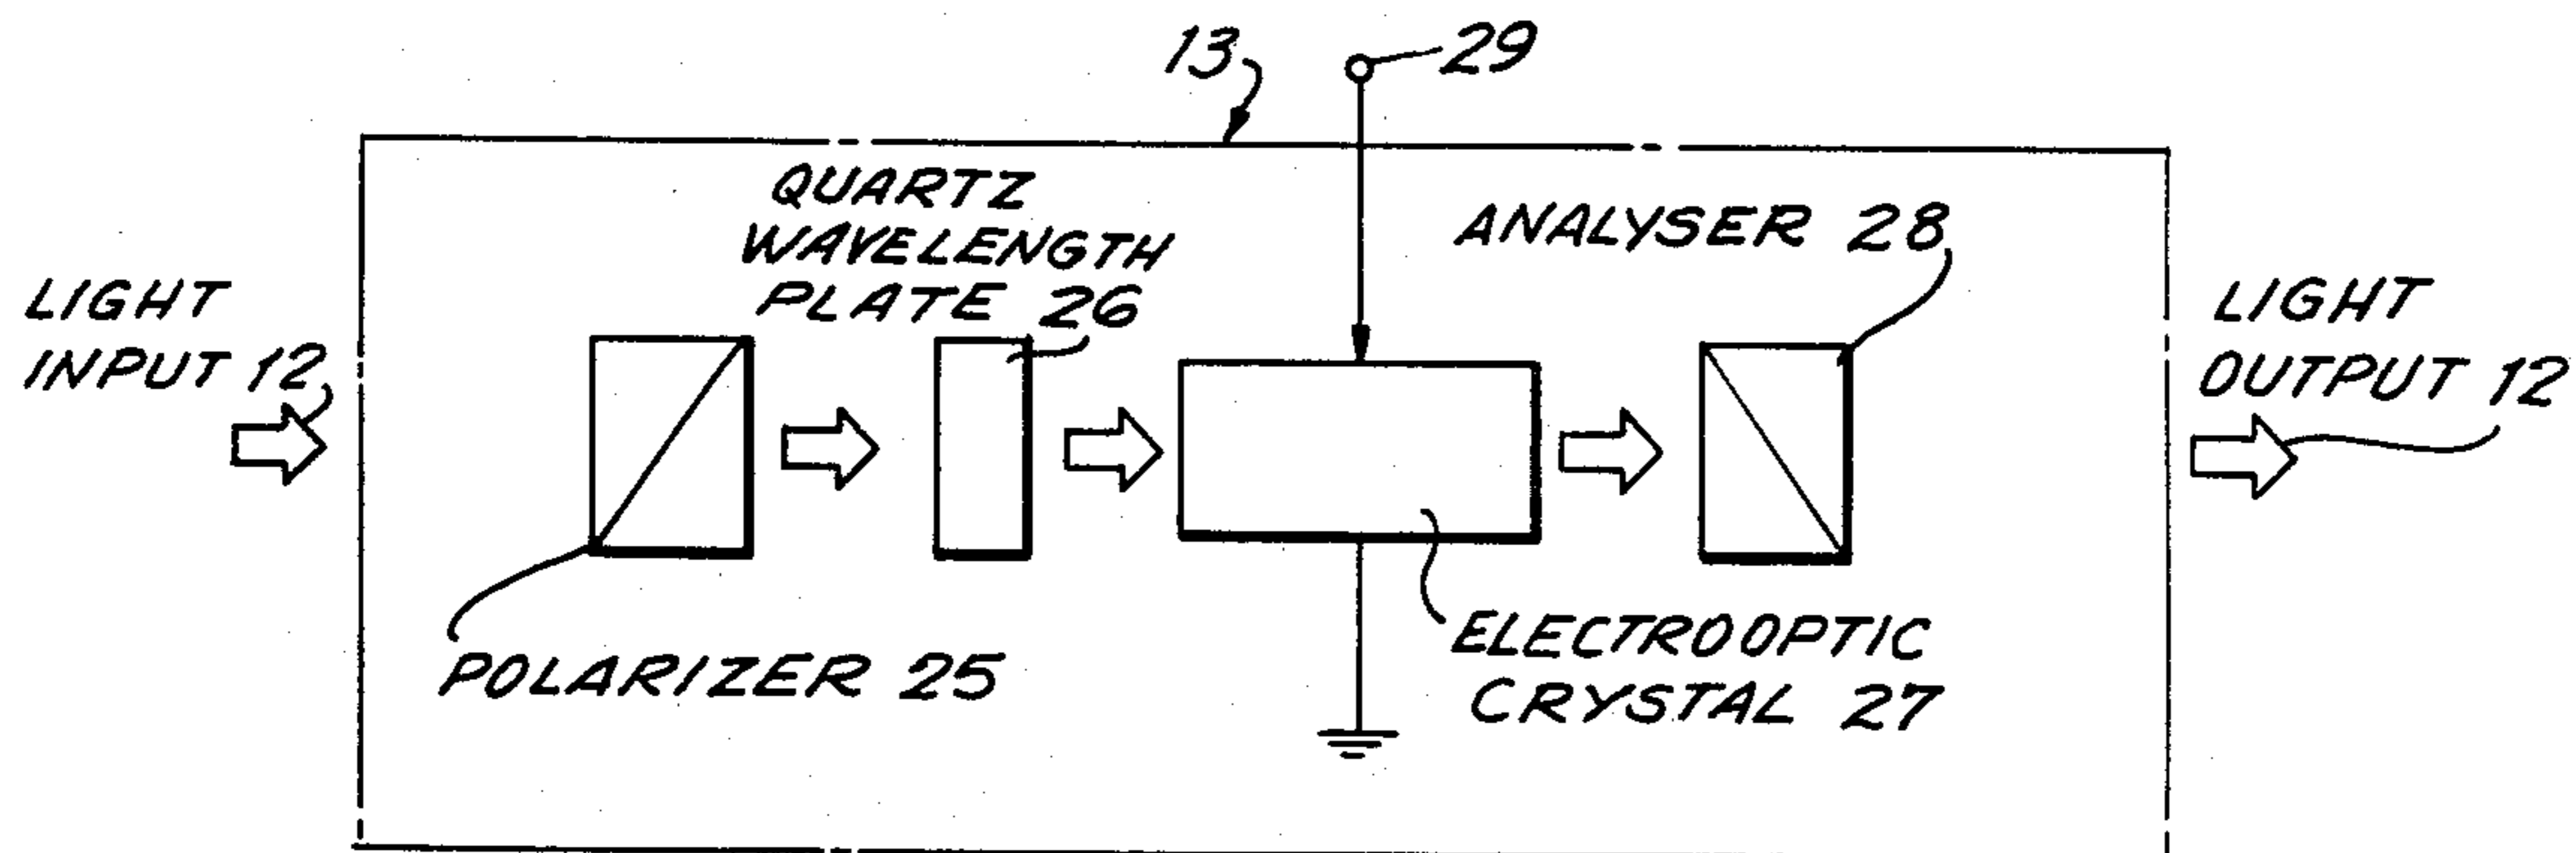 13
29
QUARTZ
WAVELENGTH
PLATE 26
ANALYSER 28
LIGHT
INPUT 12
LIGHT
OUTPUT 12
POLARIZER 25
ELECTROOPTIC
CRYSTAL 27